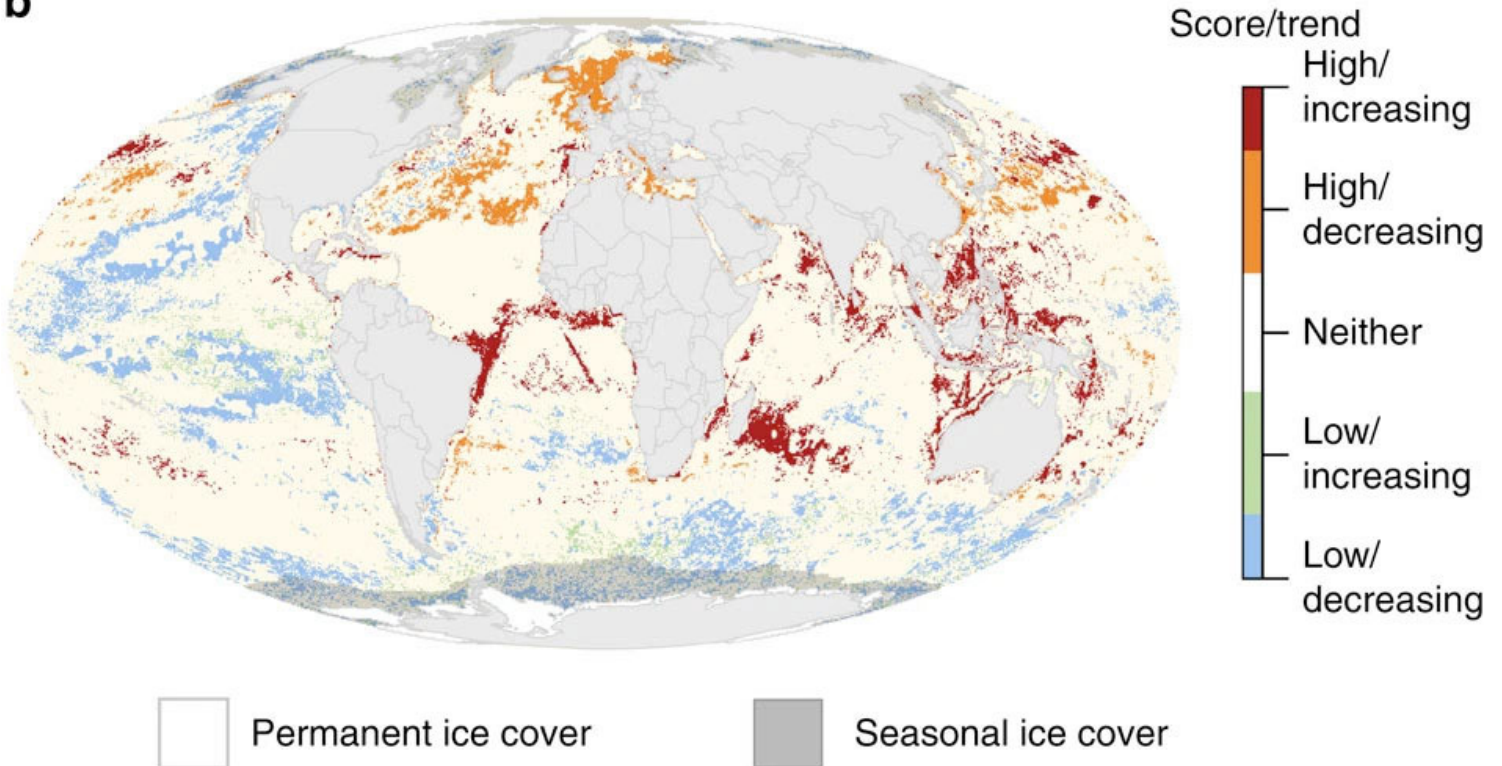 b
Score/trend
High/
increasing
High/
decreasing
Neither
Low/
increasing
Low/
decreasing
Permanent ice cover
Seasonal ice cover